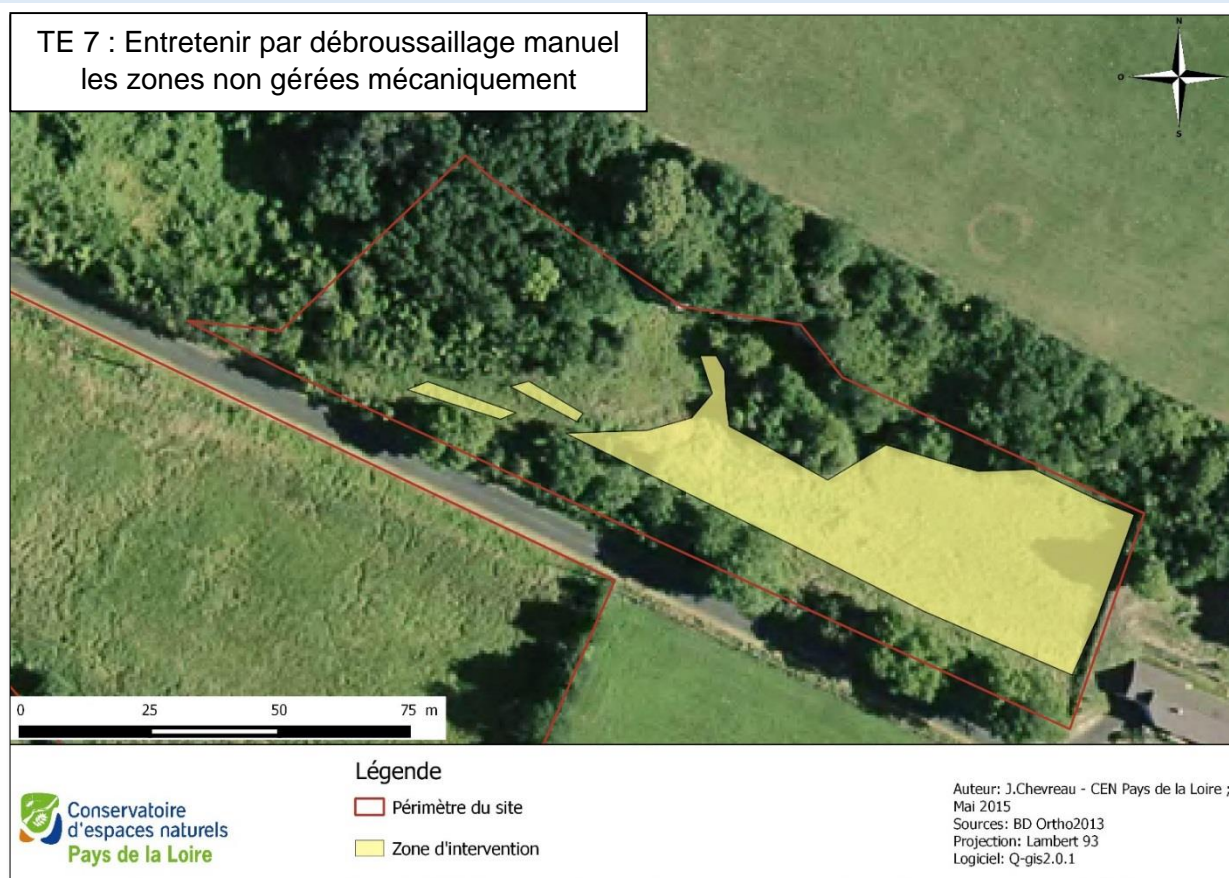 TE 7 : Entretenir par débroussaillage manuel
les zones non gérées mécaniquement
N
O
S
0 25 50 75 m
Légende
Périmètre du site
Zone d'intervention
Conservatoire
d'espaces naturels
Pays de la Loire
Auteur: J.Chevreau - CEN Pays de la Loire ;
Mai 2015
Sources: BD Ortho2013
Projection: Lambert 93
Logiciel: Q-gis2.0.1